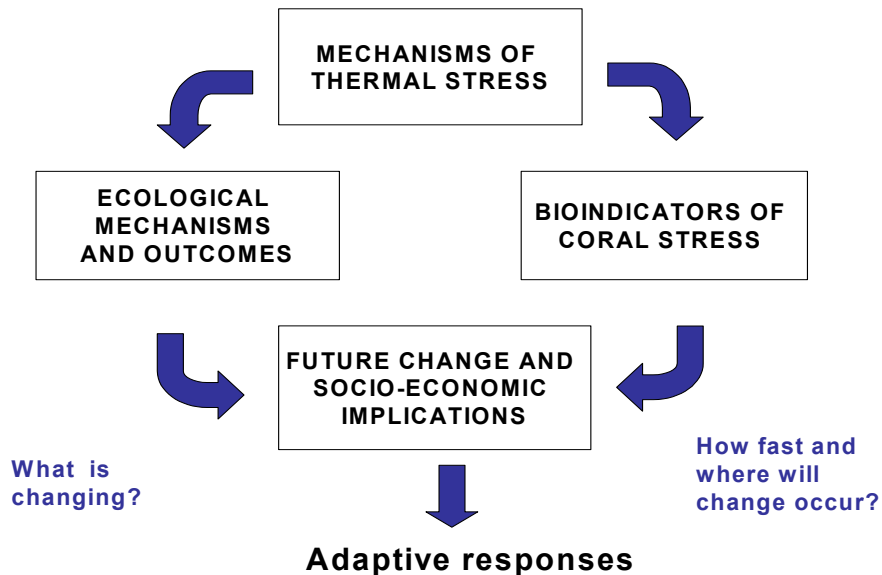 MECHANISMS OF
THERMAL STRESS
ECOLOGICAL
MECHANISMS
AND OUTCOMES
BIOINDICATORS OF
CORAL STRESS
FUTURE CHANGE AND
SOCIO-ECONOMIC
IMPLICATIONS
What is
changing?
How fast and
where will
change occur?
Adaptive responses